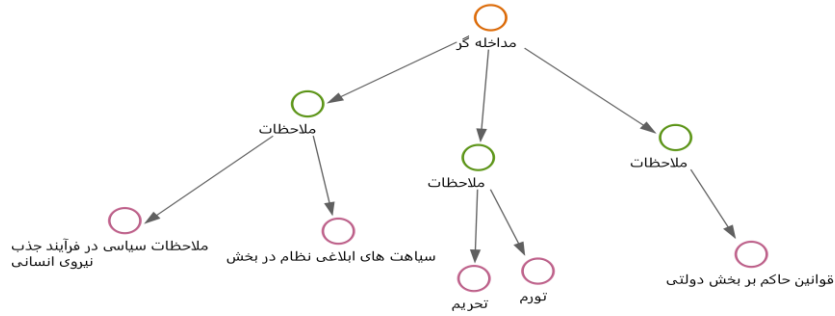 مداخله گر
ملاحظات
ملاحظات
ملاحظات
ملاحظات سیاسی در فرآیند جذب
نیروی انسانی
سیاهت های ابلاغی نظام در بخش
تحریم
تورم
قوانین حاکم بر بخش دولتی